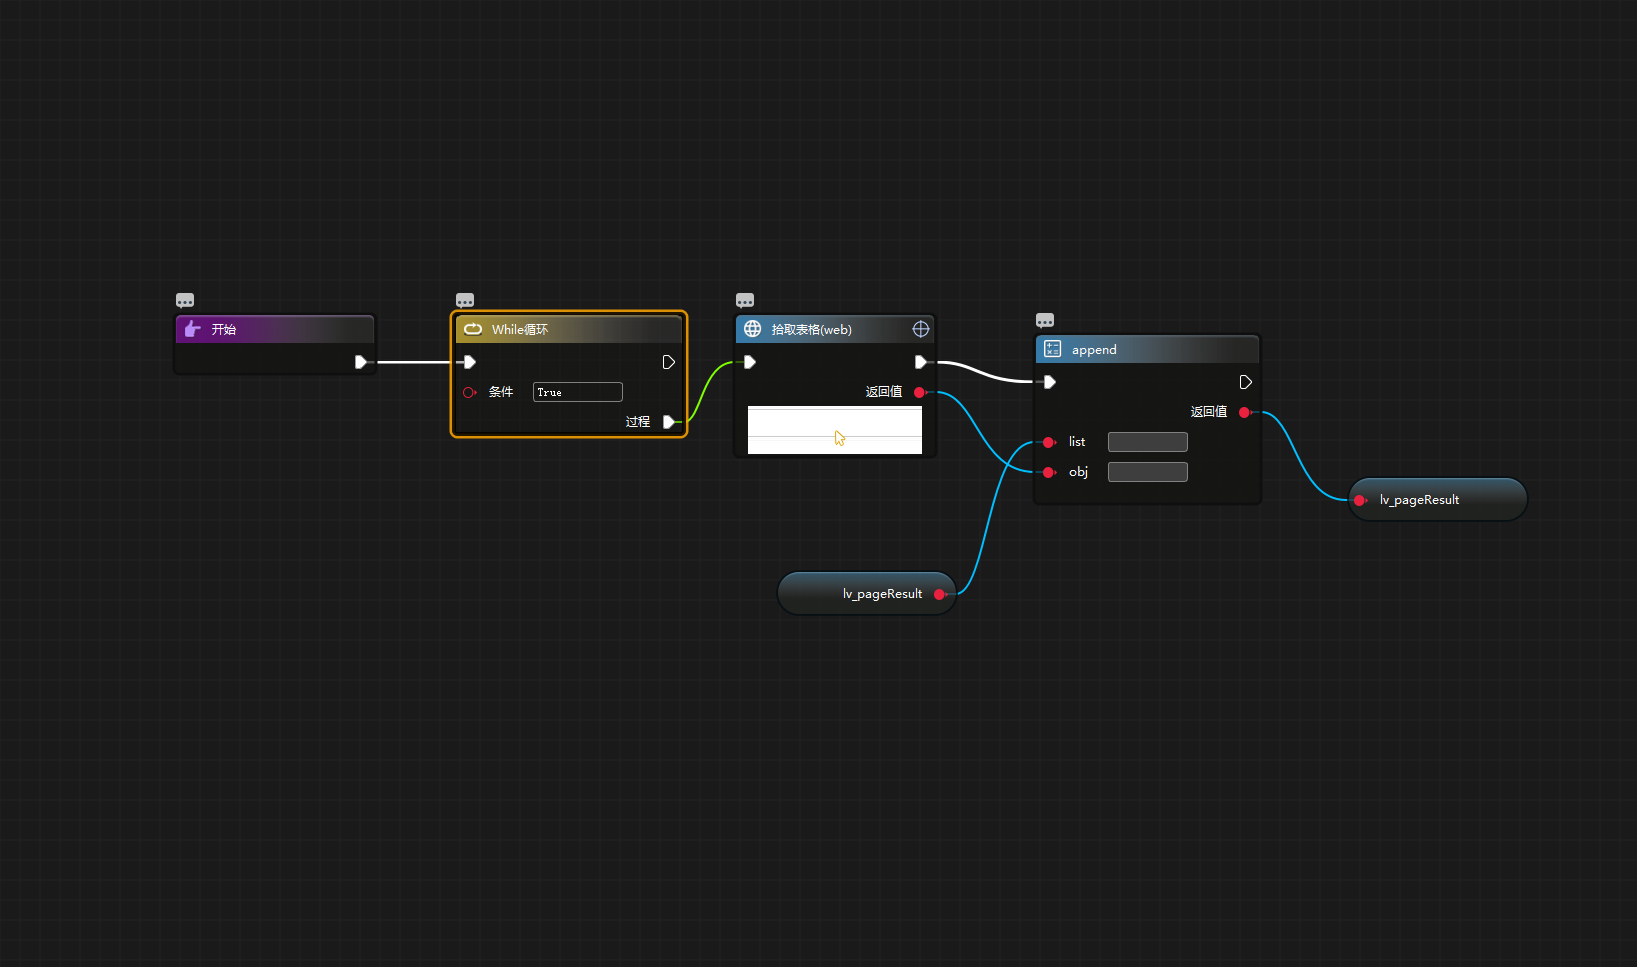 开始
While循环
条件 True
过程
拾取表格(web)
返回值
append
返回值
list
obj
lv_pageResult
lv_pageResult